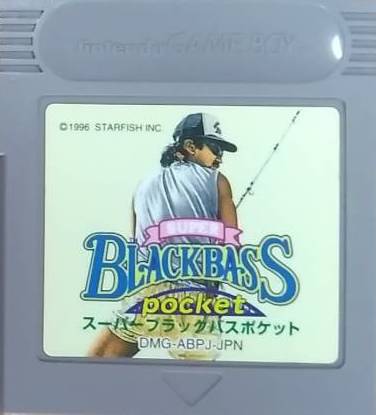 Nintendo GAME BOY
©1996 STARFISH INC.
SUPER
BLACKBASS
pocket
スーパーブラックバスポケット
DMG-ABPJ-JPN